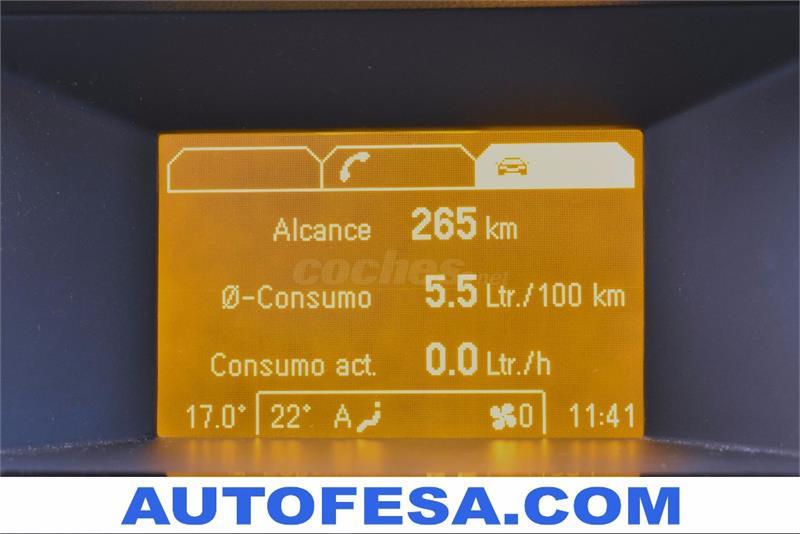 Alcance 265 km
coches.net
Ø-Consumo 5.5 Ltr./100 km
Consumo act. 0.0 Ltr./h
17.0° 22° A 0 11:41
AUTOFESA.COM